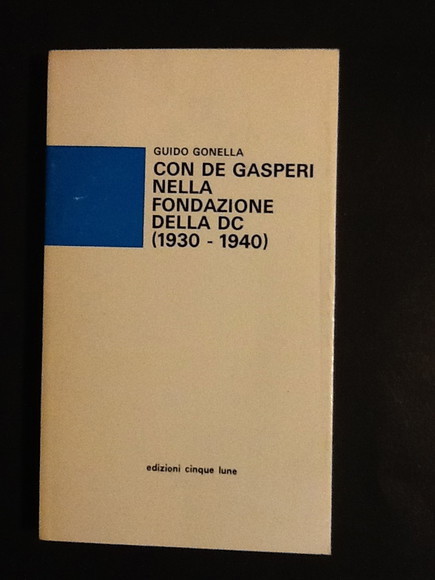 GUIDO GONELLA
CON DE GASPERI
NELLA
FONDAZIONE
DELLA DC
(1930 - 1940)
edizioni cinque lune